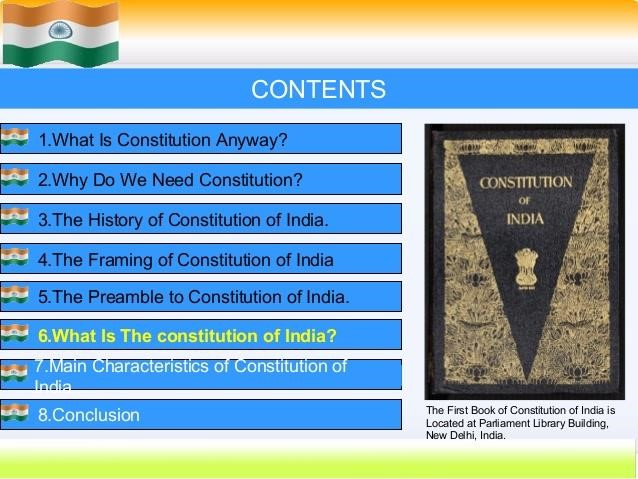 CONTENTS
1.What Is Constitution Anyway?
2.Why Do We Need Constitution?
3.The History of Constitution of India.
4.The Framing of Constitution of India
5.The Preamble to Constitution of India.
6.What Is The constitution of India?
7.Main Characteristics of Constitution of
India
8.Conclusion
CONSTITUTION
OF
INDIA
The First Book of Constitution of India is
Located at Parliament Library Building,
New Delhi, India.